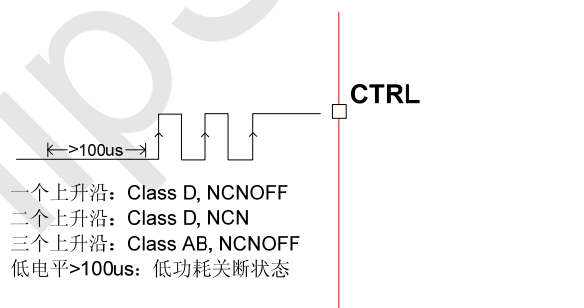 CTRL
>100us
一个上升沿：Class D, NCNOFF
二个上升沿：Class D, NCN
三个上升沿：Class AB, NCNOFF
低电平>100us：低功耗关断状态